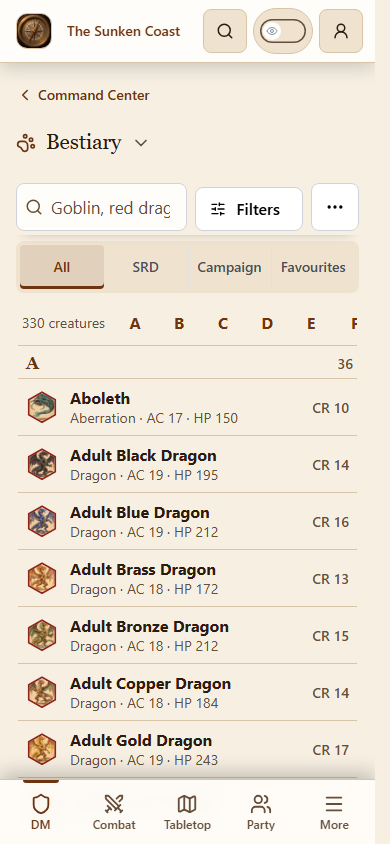 The Sunken Coast
Command Center
Bestiary
Goblin, red drag
Filters
All
SRD
Campaign
Favourites
330 creatures
A
B
C
D
E
A
36
Aboleth
Aberration · AC 17 · HP 150
CR 10
Adult Black Dragon
Dragon · AC 19 · HP 195
CR 14
Adult Blue Dragon
Dragon · AC 19 · HP 212
CR 16
Adult Brass Dragon
Dragon · AC 18 · HP 172
CR 13
Adult Bronze Dragon
Dragon · AC 18 · HP 212
CR 15
Adult Copper Dragon
Dragon · AC 18 · HP 184
CR 14
Adult Gold Dragon
Dragon · AC 19 · HP 243
CR 17
DM
Combat
Tabletop
Party
More